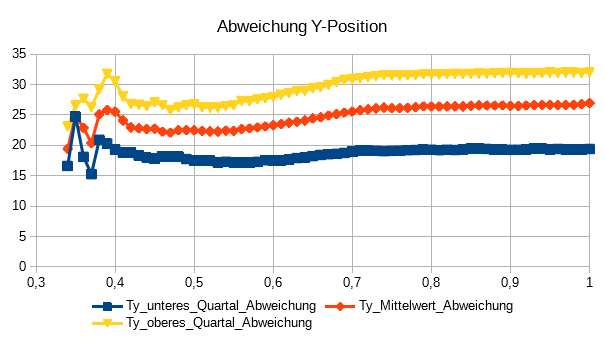 Abweichung Y-Position
35
30
25
20
15
10
5
0
0,3 0,4 0,5 0,6 0,7 0,8 0,9 1
Ty_unteres_Quartal_Abweichung Ty_Mittelwert_Abweichung
Ty_oberes_Quartal_Abweichung